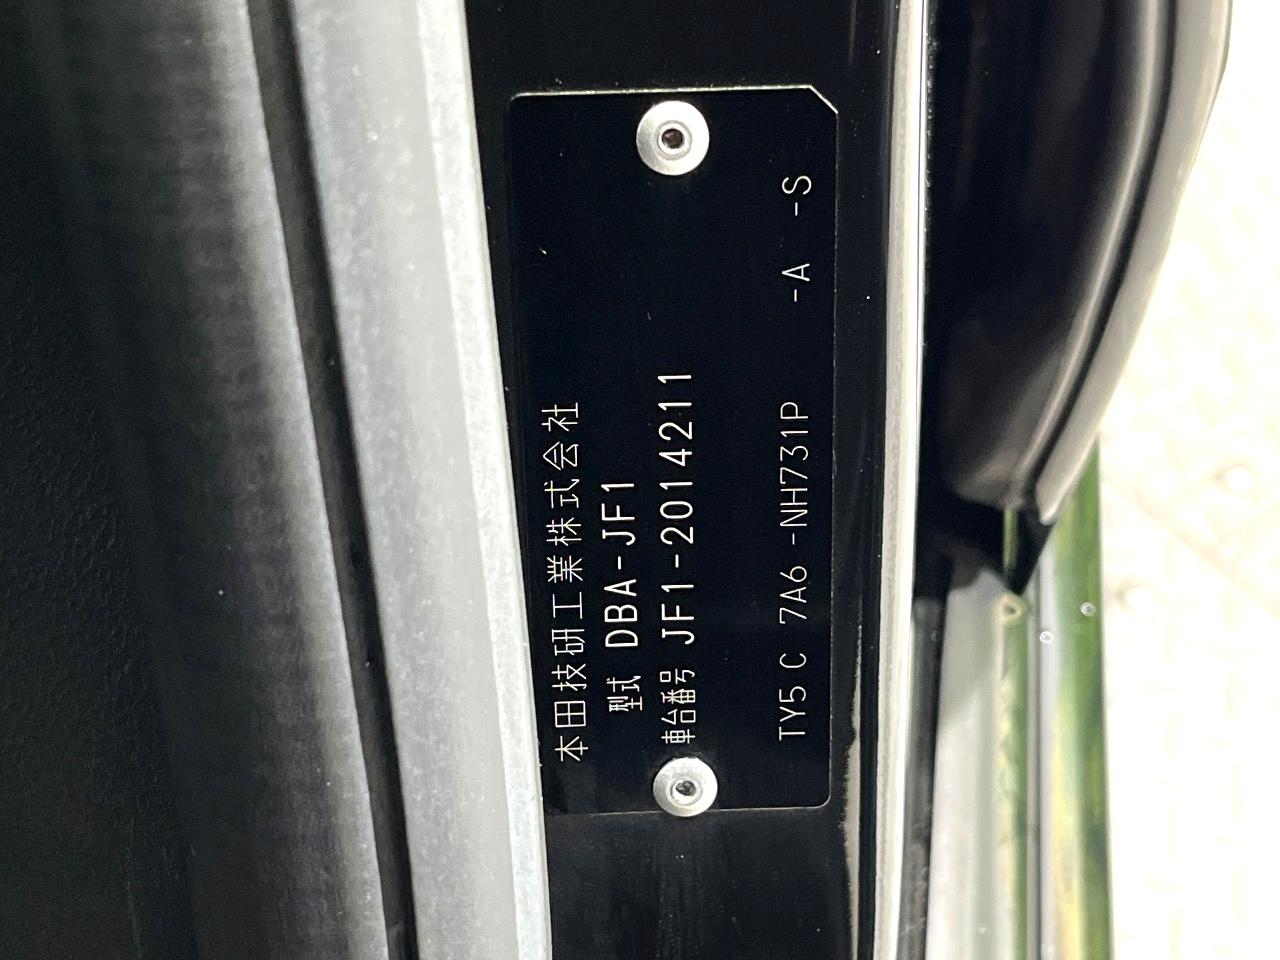 本田技研工業株式会社
型式 DBA-JF1
車台番号 JF1-2014211
TY5 C 7A6 -NH731P -A -S